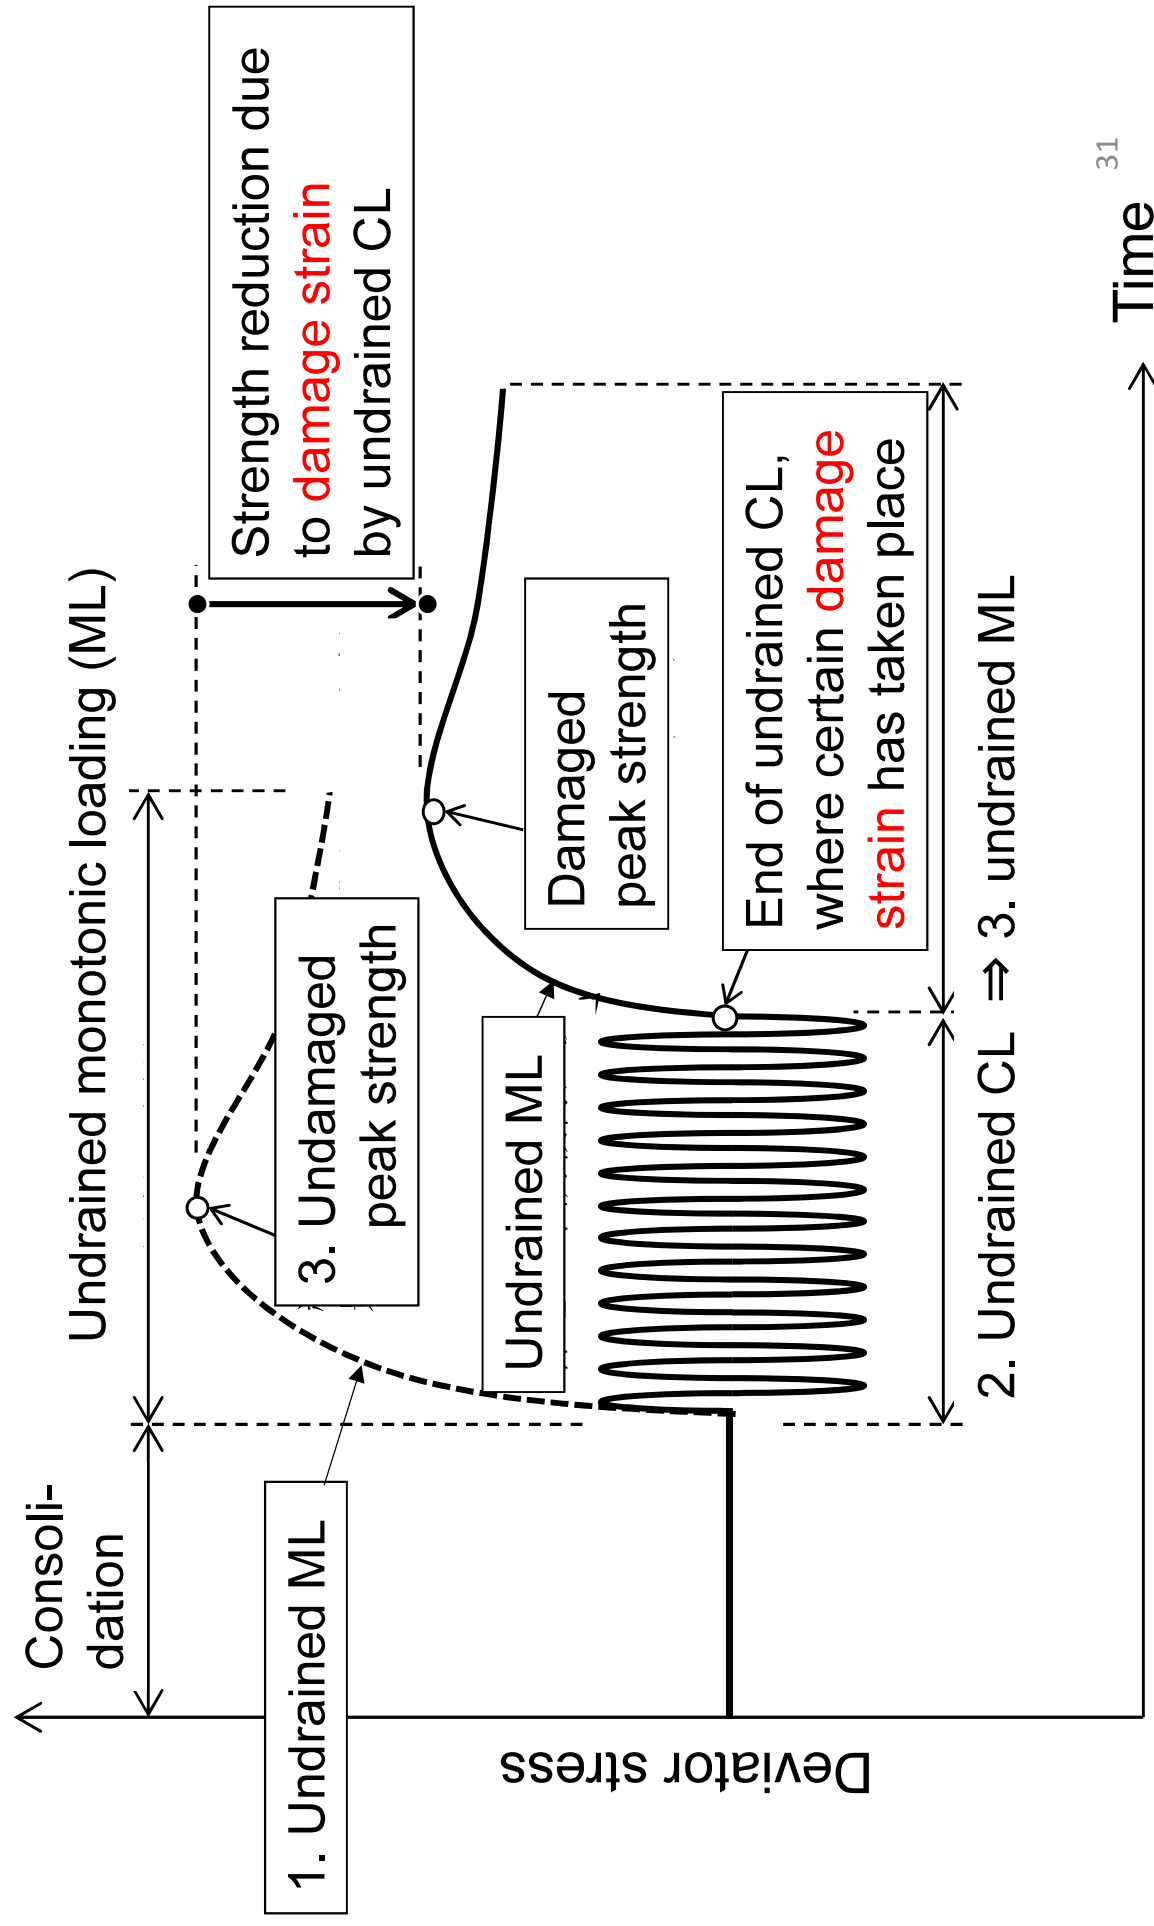 Consoli-
dation
Undrained monotonic loading (ML)
Strength reduction due
to damage strain
by undrained CL
1. Undrained ML
3. Undamaged
peak strength
Undrained ML
Damaged
peak strength
End of undrained CL,
where certain damage
strain has taken place
Deviator stress
2. Undrained CL ⇒ 3. undrained ML
Time
31